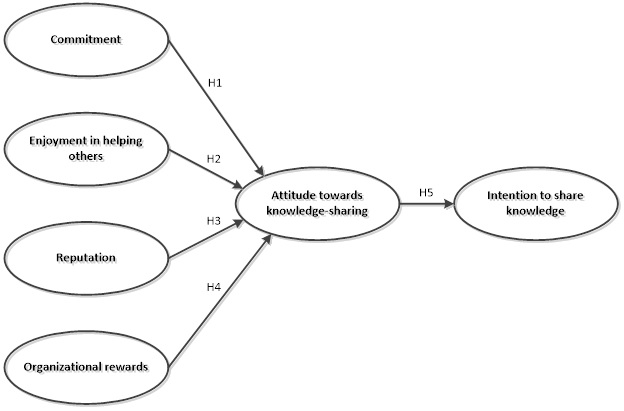 Commitment
H1
Enjoyment in helping
others
H2
Attitude towards
knowledge-sharing
H5
Intention to share
knowledge
H3
Reputation
H4
Organizational rewards